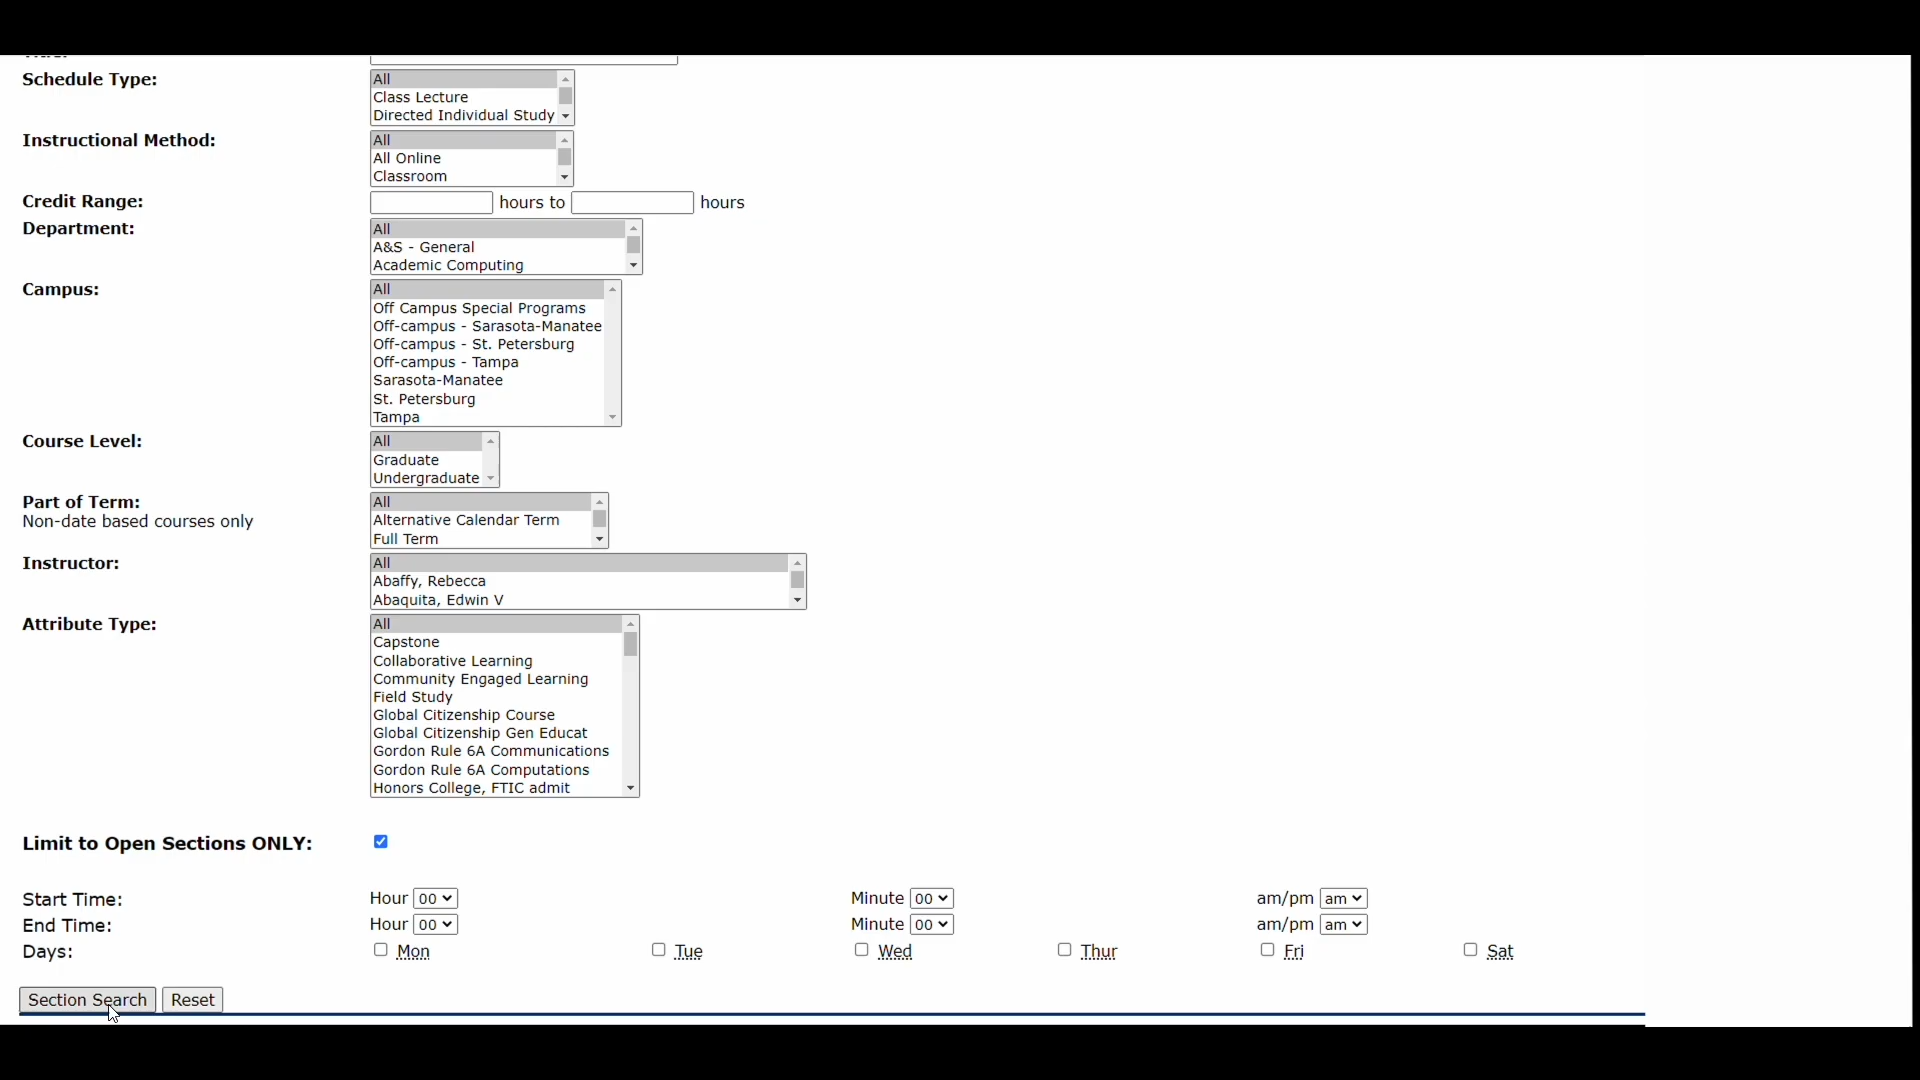 Schedule Type:
All
Class Lecture
Directed Individual Study
Instructional Method:
All
All Online
Classroom
Credit Range:
hours to hours
Department:
All
A&S - General
Academic Computing
Campus:
All
Off Campus Special Programs
Off-campus - Sarasota-Manatee
Off-campus - St. Petersburg
Off-campus - Tampa
Sarasota-Manatee
St. Petersburg
Tampa
Course Level:
All
Graduate
Undergraduate
Part of Term:
Non-date based courses only
All
Alternative Calendar Term
Full Term
Instructor:
All
Abaffy, Rebecca
Abaquita, Edwin V
Attribute Type:
All
Capstone
Collaborative Learning
Community Engaged Learning
Field Study
Global Citizenship Course
Global Citizenship Gen Educat
Gordon Rule 6A Communications
Gordon Rule 6A Computations
Honors College, FTIC admit
Limit to Open Sections ONLY:
Start Time: Hour 00 Minute 00 am/pm am
End Time: Hour 00 Minute 00 am/pm am
Days: Mon Tue Wed Thur Fri Sat
Section Search Reset